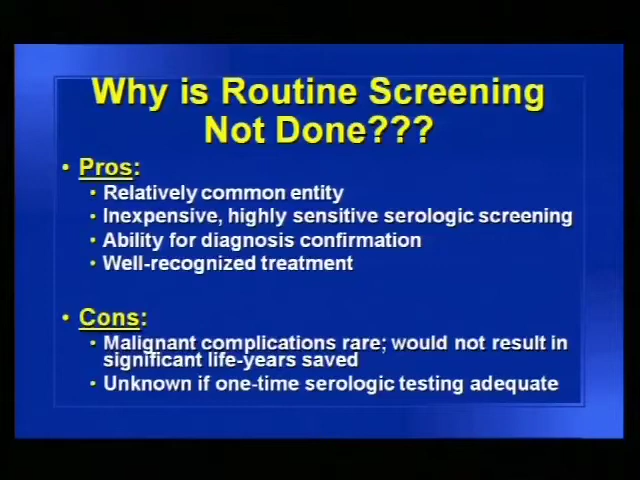 Why is Routine Screening
Not Done???
• Pros:
• Relatively common entity
• Inexpensive, highly sensitive serologic screening
• Ability for diagnosis confirmation
• Well-recognized treatment
• Cons:
• Malignant complications rare; would not result in
significant life-years saved
• Unknown if one-time serologic testing adequate